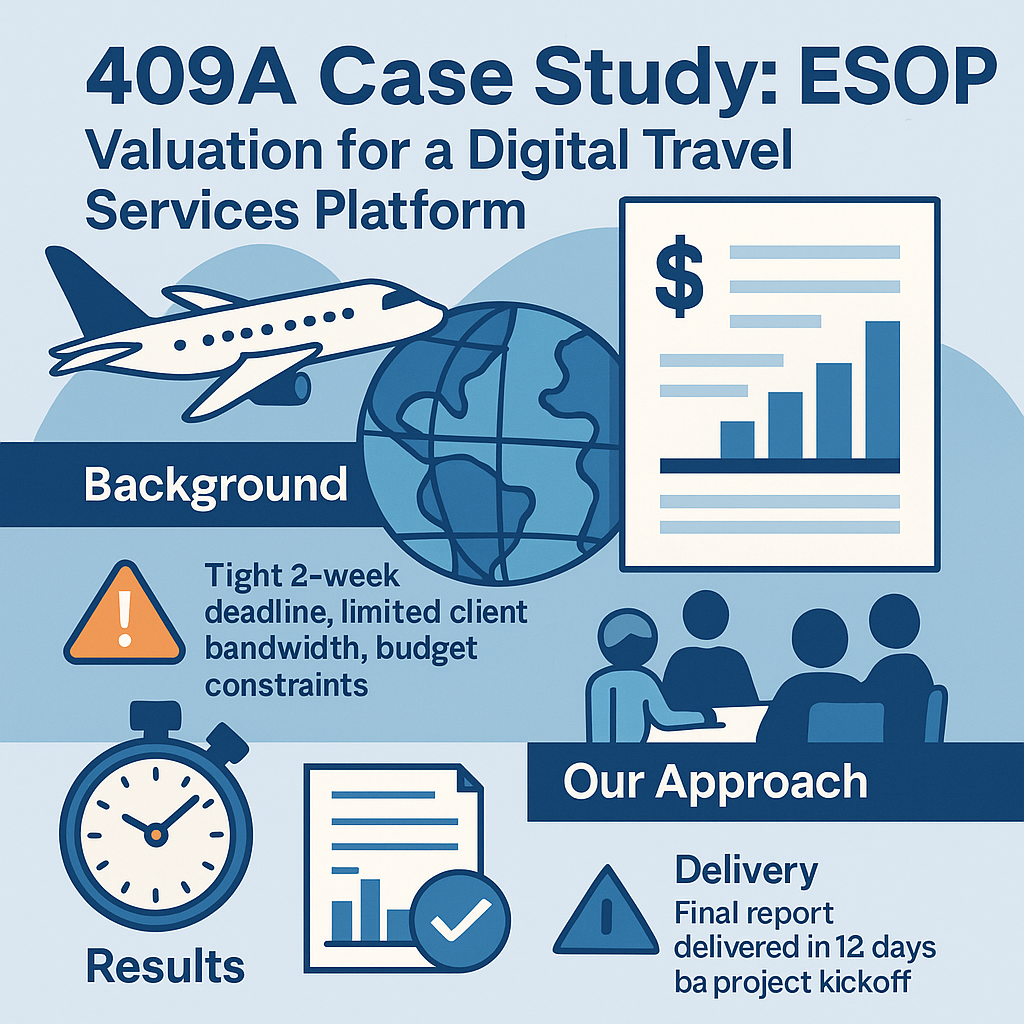 409A Case Study: ESOP
Valuation for a Digital Travel
Services Platform
$
Background
!
Tight 2-week
deadline, limited client
bandwidth, budget
constraints
Our Approach
Delivery
Final report
delivered in 12 days
ba project kickoff
Results